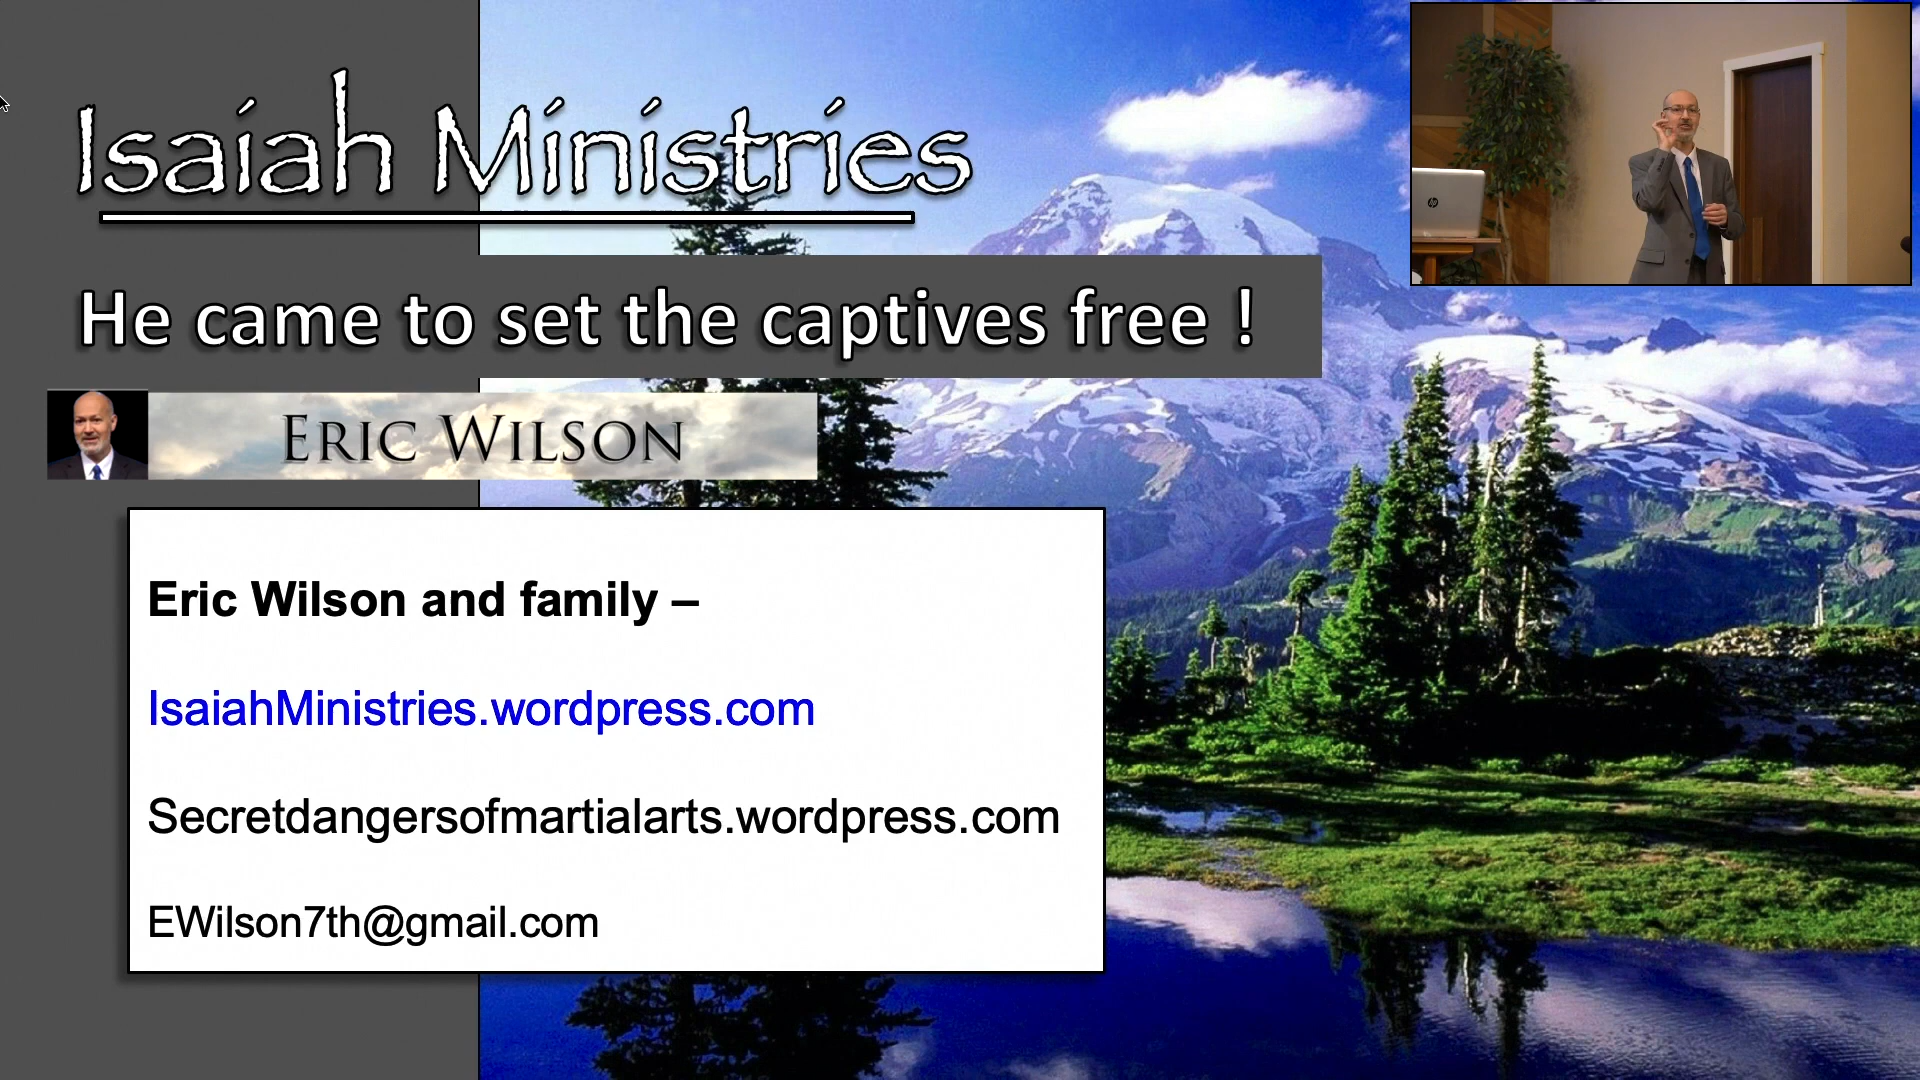 Isaiah Ministries
He came to set the captives free !
ERIC WILSON
Eric Wilson and family –
IsaiahMinistries.wordpress.com
Secretdangersofmartialarts.wordpress.com
EWilson7th@gmail.com
hp